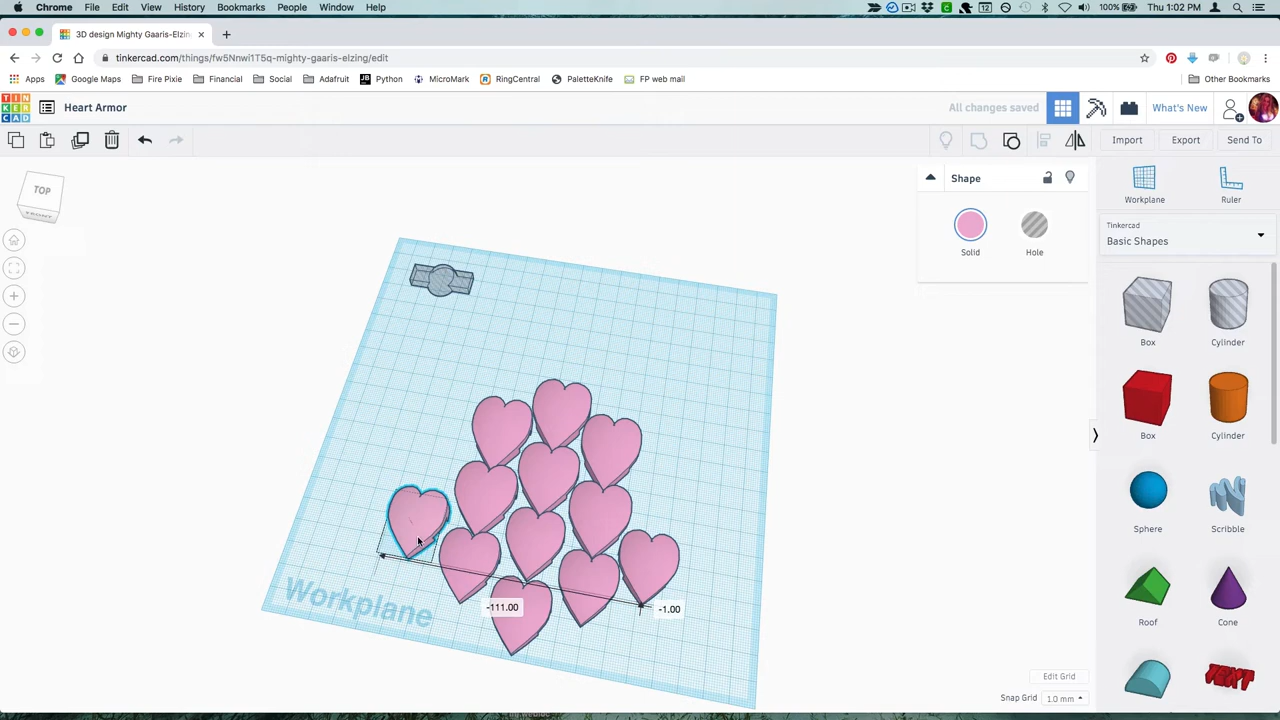 Chrome File Edit View History Bookmarks People Window Help
12 100% Thu 1:02 PM
3D design Mighty Gaaris-Elzing
tinkercad.com/things/fw5Nnwi1T5q-mighty-gaaris-elzing/edit
Apps Google Maps Fire Pixie Financial Social Adafruit Python MicroMark RingCentral PaletteKnife FP web mail Other Bookmarks
TIN
KER
CAD
Heart Armor
All changes saved
What's New
Import Export Send To
TOP
FRONT
Shape
Solid
Hole
Workplane
Ruler
Tinkercad
Basic Shapes
Box
Cylinder
Box
Cylinder
Sphere
Scribble
Roof
Cone
TEXT
Workplane
-111.00
-1.00
Edit Grid
Snap Grid 1.0 mm